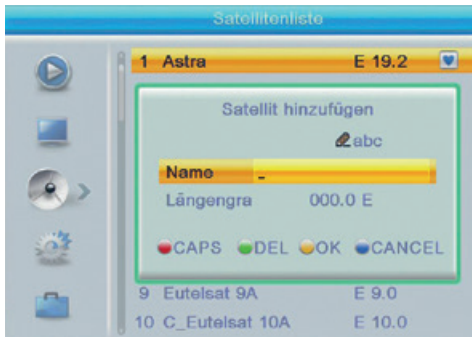 Satellitenliste
1 Astra E 19.2
Satellit hinzufügen
abc
Name _
Längengra 000.0 E
CAPS DEL OK CANCEL
9 Eutelsat 9A E 9.0
10 C_Eutelsat 10A E 10.0